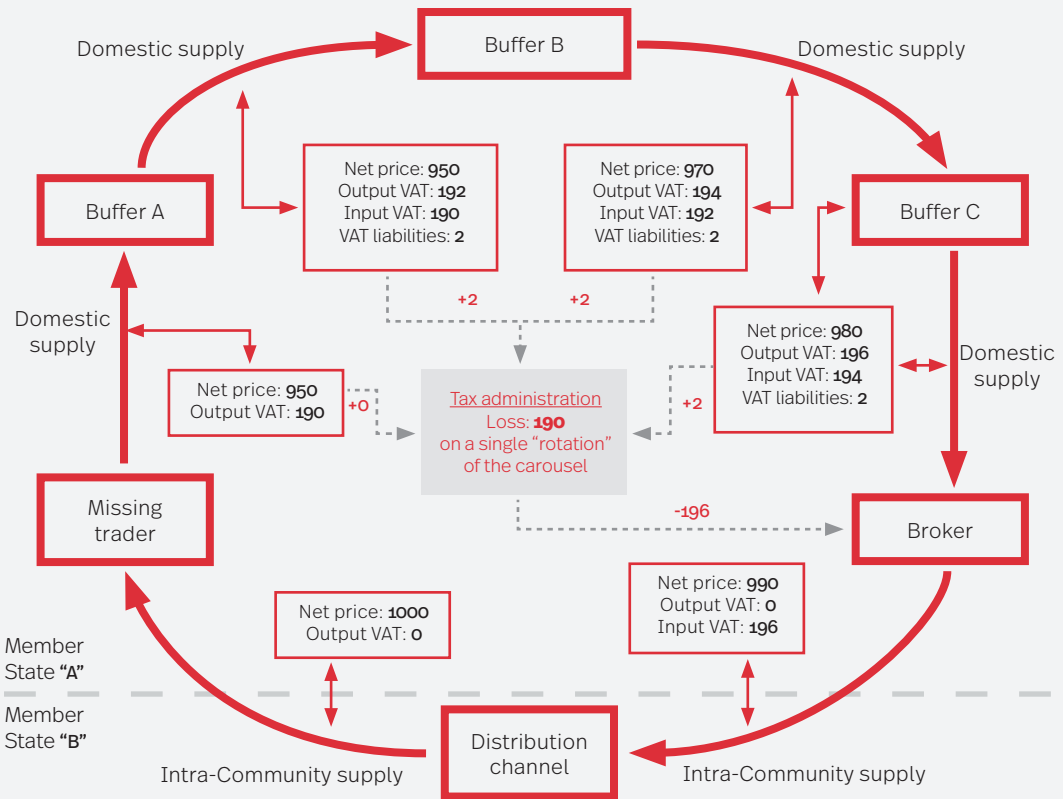 Buffer B
Domestic supply
Domestic supply
Net price: 950
Output VAT: 192
Input VAT: 190
VAT liabilities: 2
Net price: 970
Output VAT: 194
Input VAT: 192
VAT liabilities: 2
Buffer A
Buffer C
+2
+2
Domestic
supply
Net price: 980
Output VAT: 196
Input VAT: 194
VAT liabilities: 2
Domestic
supply
Net price: 950
Output VAT: 190
+0
Tax administration
Loss: 190
on a single “rotation”
of the carousel
+2
Missing
trader
-196
Broker
Net price: 1000
Output VAT: 0
Net price: 990
Output VAT: 0
Input VAT: 196
Member
State “A”
Member
State “B”
Distribution
channel
Intra-Community supply
Intra-Community supply